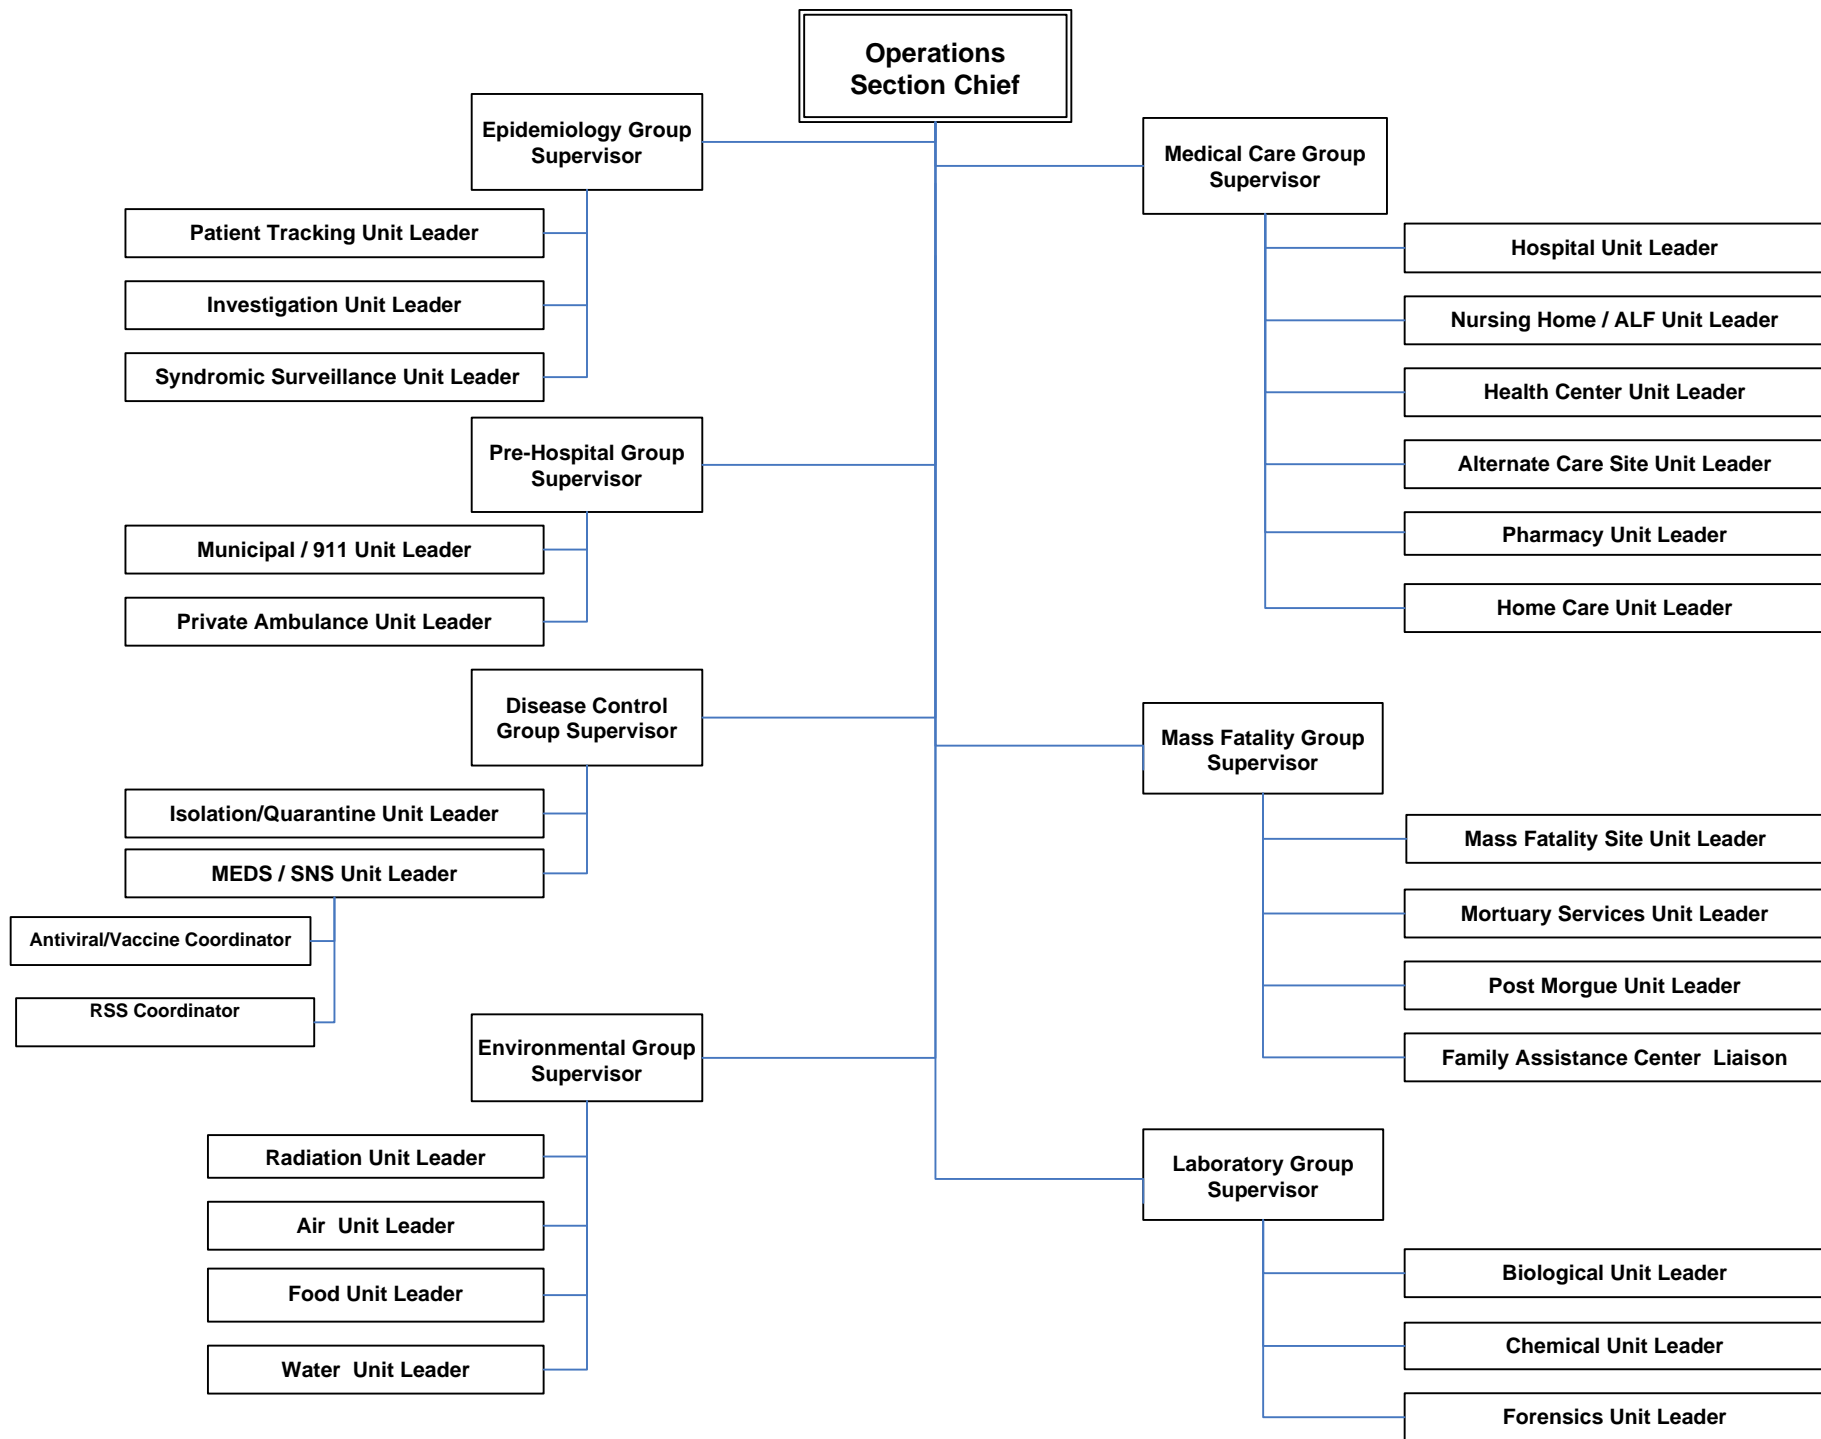 Operations
Section Chief
Epidemiology Group
Supervisor
Patient Tracking Unit Leader
Investigation Unit Leader
Syndromic Surveillance Unit Leader
Pre-Hospital Group
Supervisor
Municipal / 911 Unit Leader
Private Ambulance Unit Leader
Disease Control
Group Supervisor
Isolation/Quarantine Unit Leader
MEDS / SNS Unit Leader
Antiviral/Vaccine Coordinator
RSS Coordinator
Environmental Group
Supervisor
Radiation Unit Leader
Air  Unit Leader
Food Unit Leader
Water  Unit Leader
Medical Care Group
Supervisor
Hospital Unit Leader
Nursing Home / ALF Unit Leader
Health Center Unit Leader
Alternate Care Site Unit Leader
Pharmacy Unit Leader
Home Care Unit Leader
Mass Fatality Group
Supervisor
Mass Fatality Site Unit Leader
Mortuary Services Unit Leader
Post Morgue Unit Leader
Family Assistance Center  Liaison
Laboratory Group
Supervisor
Biological Unit Leader
Chemical Unit Leader
Forensics Unit Leader